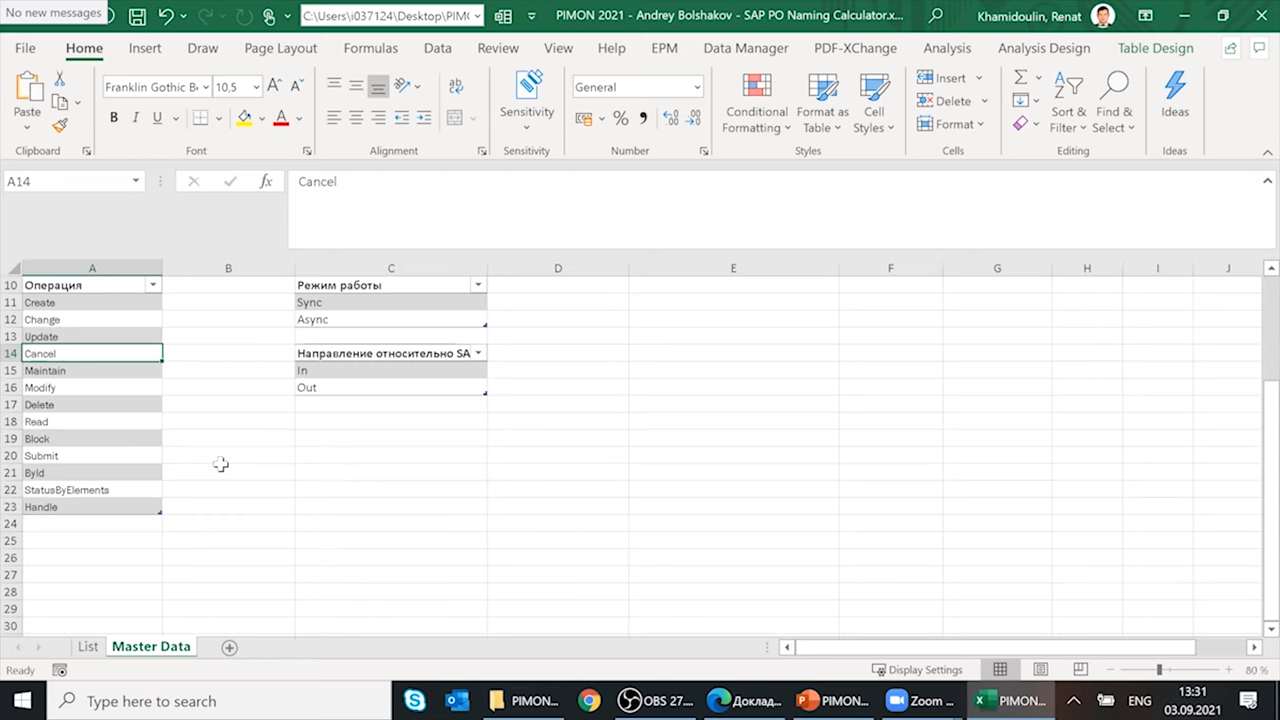 No new messages
C:\Users\i037124\Desktop\PIMO
PIMON 2021 - Andrey Bolshakov - SAP PO Naming Calculator.x...
Khamidoulin, Renat
File Home Insert Draw Page Layout Formulas Data Review View Help EPM Data Manager PDF-XChange Analysis Analysis Design Table Design
Paste
Franklin Gothic B
10,5
B I U
A
ab
Sensitivity
General
%
Conditional
Formatting
Format as
Table
Cell
Styles
Insert
Delete
Format
Sort &
Filter
Find &
Select
Ideas
Clipboard Font Alignment Sensitivity Number Styles Cells Editing Ideas
A14
fx
Cancel
A B C D E F G H I J
10 Операция Режим работы
11 Create Sync
12 Change Async
13 Update
14 Cancel Направление относительно SA
15 Maintain In
16 Modify Out
17 Delete
18 Read
19 Block
20 Submit
21 ById
22 StatusByElements
23 Handle
24
25
26
27
28
29
30
List Master Data
Ready Display Settings 80 %
Type here to search
PIMON... OBS 27.... Доклад... PIMON:... Zoom ... PIMON...
ENG
13:31
03.09.2021